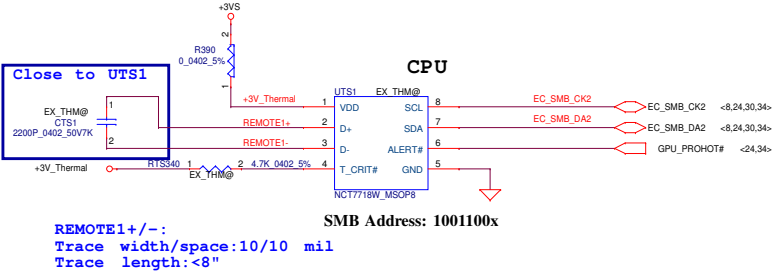 +3VS
2
R390
0_0402_5%
1
CPU
Close to UTS1
EX_THM@
CTS1
2200P_0402_50V7K
1
2
+3V_Thermal
REMOTE1+
REMOTE1-
+3V_Thermal
RTS340 1 2 4.7K_0402_5%
EX_THM@
UTS1 EX_THM@
1 VDD SCL 8
2 D+ SDA 7
3 D- ALERT# 6
4 T_CRIT# GND 5
NCT7718W_MSOP8
EC_SMB_CK2
EC_SMB_DA2
EC_SMB_CK2 <8,24,30,34>
EC_SMB_DA2 <8,24,30,34>
GPU_PROHOT# <24,34>
SMB Address: 1001100x
REMOTE1+/-:
Trace width/space:10/10 mil
Trace length:<8"